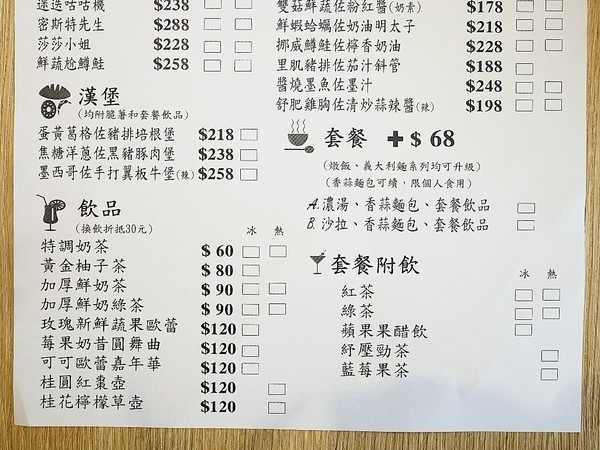 迷迭咕咕機 $238
密斯特先生 $288
莎莎小姐 $228
鮮蔬尬鱒鮭 $258
漢堡
(均附脆薯和套餐飲品)
蛋黃葛格佐豬排培根堡 $218
焦糖洋蔥佐黑豬豚肉堡 $238
墨西哥佐手打翼板牛堡(辣) $258
飲品
(換飲折抵30元)
冰 熱
特調奶茶 $60
黃金柚子茶 $80
加厚鮮奶茶 $90
加厚鮮奶綠茶 $90
玫瑰新鮮蔬果歐蕾 $120
莓果奶昔圓舞曲 $120
可可歐蕾嘉年華 $120
桂圓紅棗壺 $120
桂花檸檬草壺 $120
雙菇鮮蔬佐粉紅醬(奶素) $178
鮮蝦蛤蠣佐奶油明太子 $218
挪威鱒鮭佐檸香奶油 $228
里肌豬排佐茄汁斜管 $188
醬燒墨魚佐墨汁 $248
舒肥雞胸佐清炒蒜辣醬(辣) $198
套餐 +$68
(燉飯、義大利麵系列均可升級)
(香蒜麵包可續，限個人食用)
A.濃湯、香蒜麵包、套餐飲品
B.沙拉、香蒜麵包、套餐飲品
套餐附飲
冰 熱
紅茶
綠茶
蘋果果醋飲
紓壓勁茶
藍莓果茶